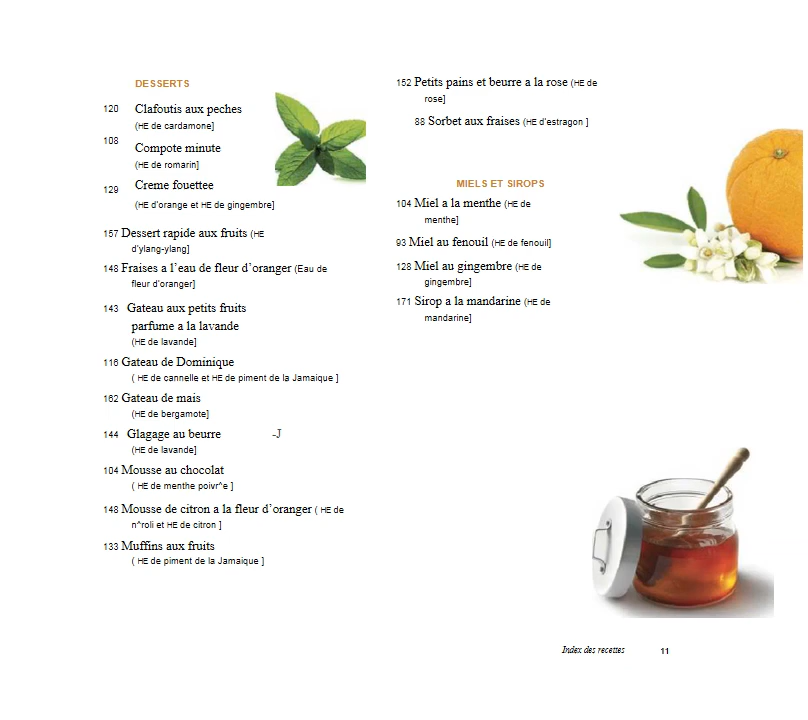 DESSERTS
120 Clafoutis aux peches
(HE de cardamone]
108 Compote minute
(HE de romarin]
129 Creme fouettee
(HE d'orange et HE de gingembre]
157 Dessert rapide aux fruits (HE
d'ylang-ylang]
148 Fraises a l'eau de fleur d'oranger (Eau de
fleur d'oranger]
143 Gateau aux petits fruits
parfume a la lavande
(HE de lavande]
116 Gateau de Dominique
( HE de cannelle et HE de piment de la Jamaique ]
162 Gateau de mais
(HE de bergamote]
144 Glagage au beurre -J
(HE de lavande]
104 Mousse au chocolat
( HE de menthe poivr^e ]
148 Mousse de citron a la fleur d'oranger ( HE de
n^roli et HE de citron ]
133 Muffins aux fruits
( HE de piment de la Jamaique ]
152 Petits pains et beurre a la rose (HE de
rose]
88 Sorbet aux fraises (HE d'estragon ]
MIELS ET SIROPS
104 Miel a la menthe (HE de
menthe]
93 Miel au fenouil (HE de fenouil]
128 Miel au gingembre (HE de
gingembre]
171 Sirop a la mandarine (HE de
mandarine]
Index des recettes 11